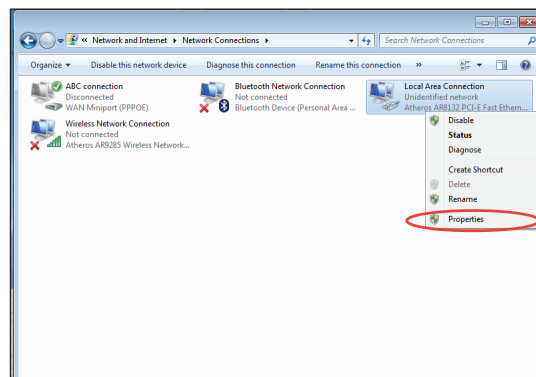 « Network and Internet ▸ Network Connections ▸
Search Network Connections
Organize ▾ Disable this network device Diagnose this connection Rename this connection »
ABC connection
Disconnected
WAN Miniport (PPPOE)
Bluetooth Network Connection
Not connected
Bluetooth Device (Personal Area ...
Local Area Connection
Unidentified network
Atheros AR8132 PCI-E Fast Ethern...
Wireless Network Connection
Not connected
Atheros AR9285 Wireless Network...
Disable
Status
Diagnose
Create Shortcut
Delete
Rename
Properties